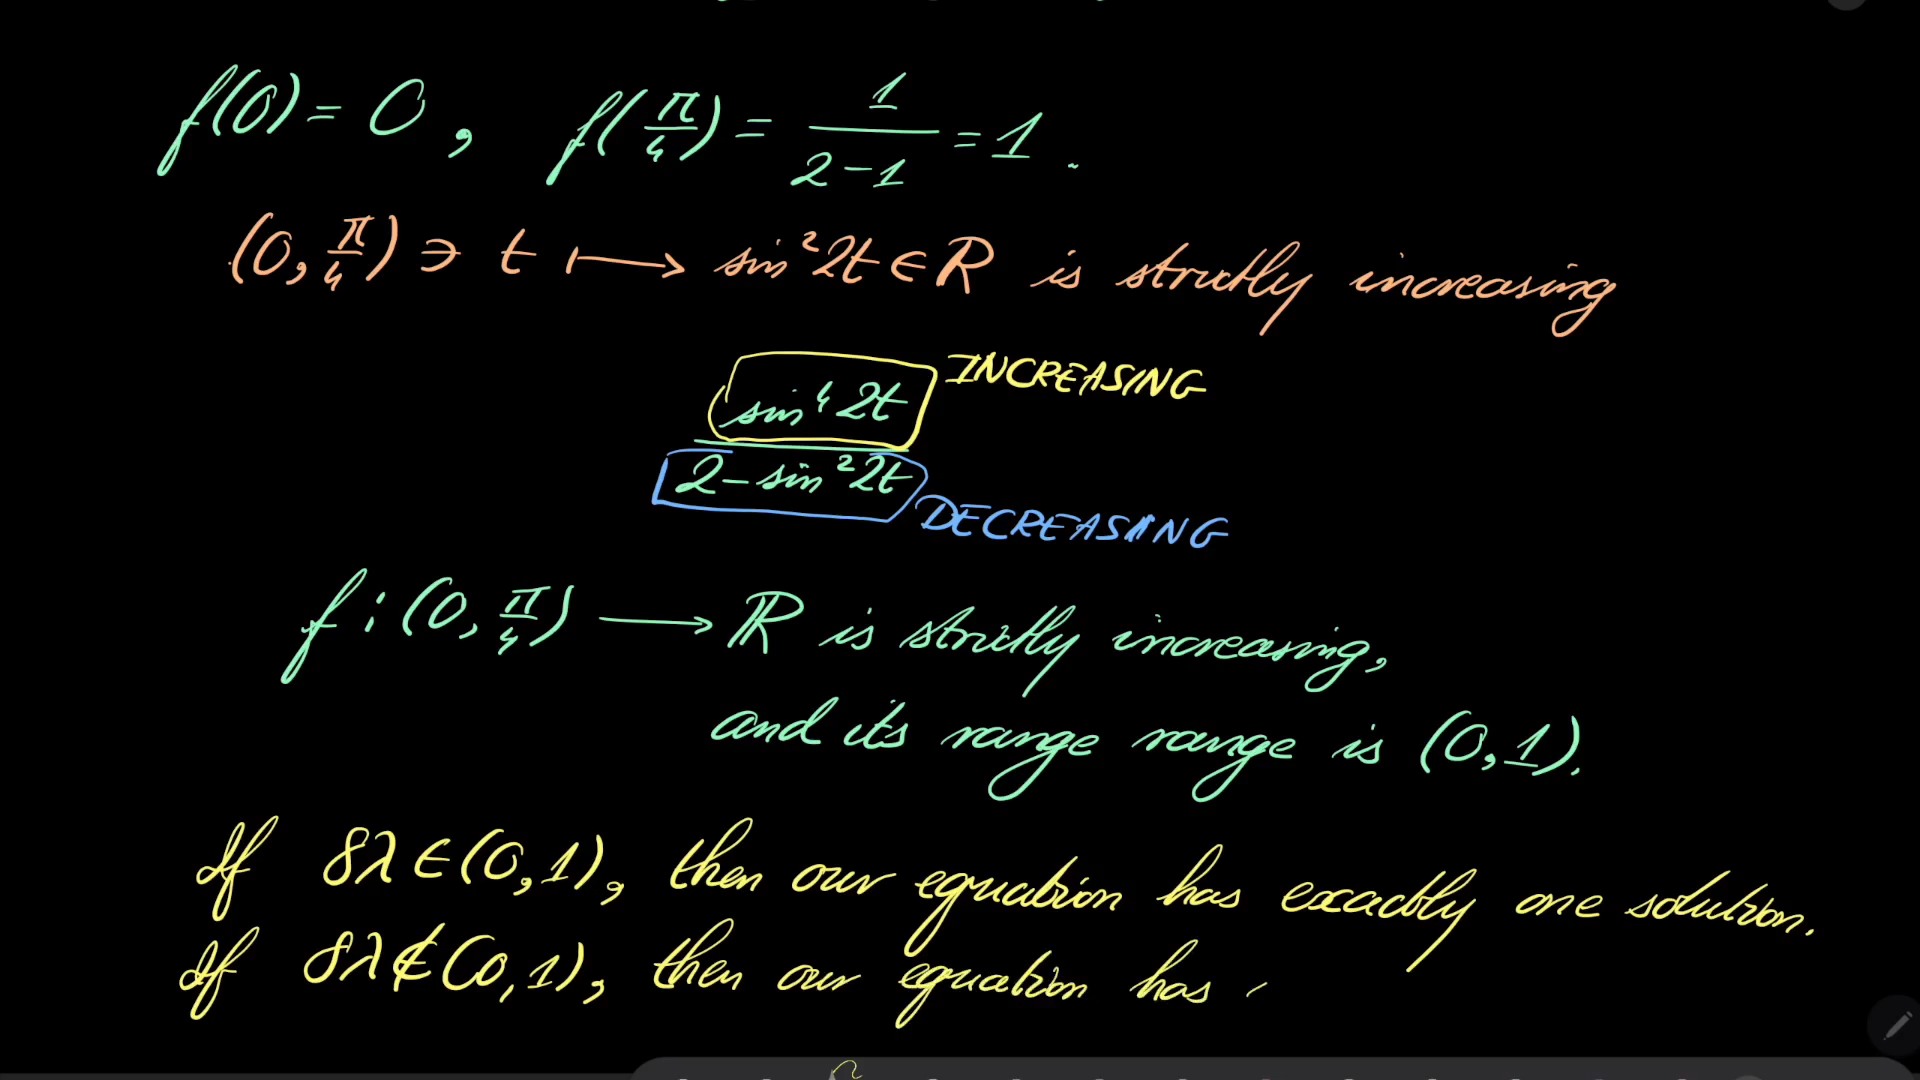 f(0) = 0, f(π/4) = 1/(2-1) = 1.
(0, π/4) ∋ t ⟼ sin²2t ∈ R is strictly increasing
sin⁴2t INCREASING
2 - sin²2t DECREASING
f : (0, π/4) ⟶ ℝ is strictly increasing,
and its range range is (0,1).
If 8λ ∈ (0,1), then our equation has exactly one solution.
If 8λ ∉ (0,1), then our equation has